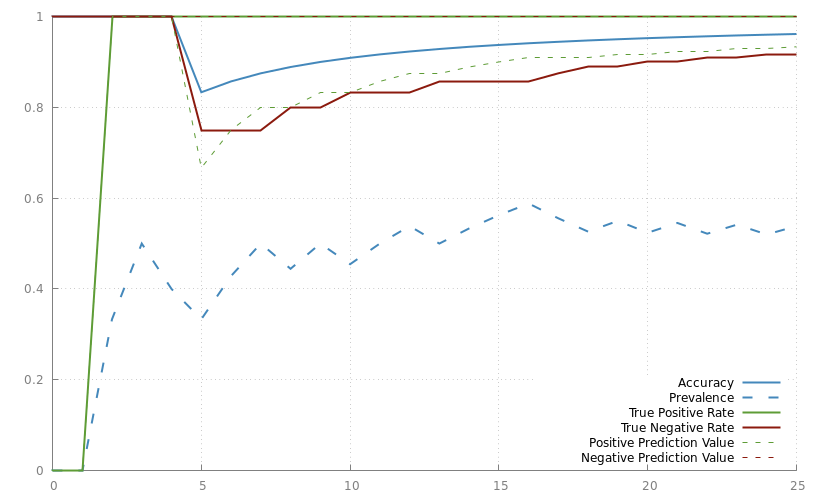 1
0.8
0.6
0.4
0.2
0
Accuracy
Prevalence
True Positive Rate
True Negative Rate
Positive Prediction Value
Negative Prediction Value
0 5 10 15 20 25